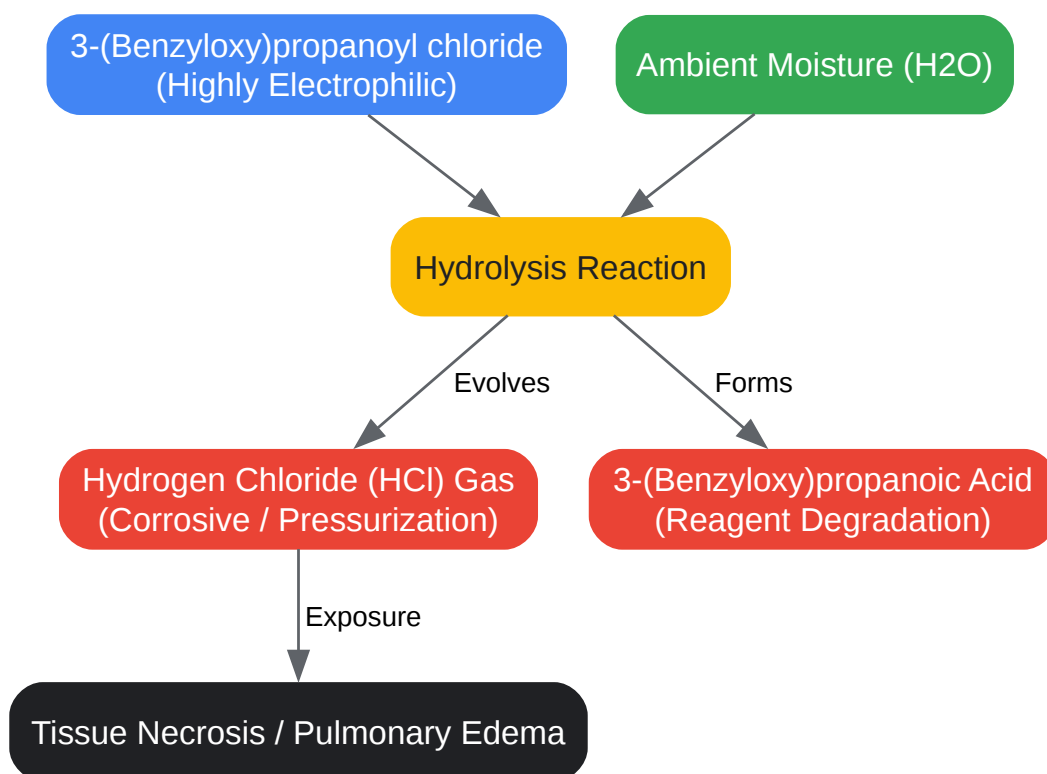 3-(Benzyloxy)propanoyl chloride
(Highly Electrophilic)
Ambient Moisture (H2O)
Hydrolysis Reaction
Evolves
Forms
Hydrogen Chloride (HCl) Gas
(Corrosive / Pressurization)
3-(Benzyloxy)propanoic Acid
(Reagent Degradation)
Exposure
Tissue Necrosis / Pulmonary Edema